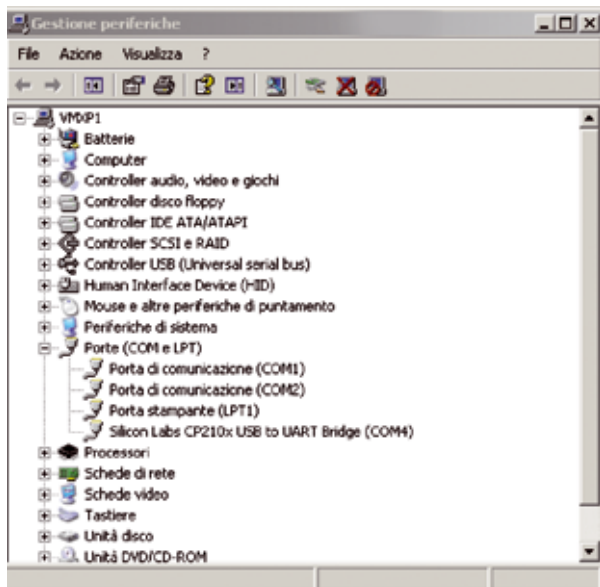 Gestione periferiche
File Azione Visualizza ?
VMXP1
Batterie
Computer
Controller audio, video e giochi
Controller disco floppy
Controller IDE ATA/ATAPI
Controller SCSI e RAID
Controller USB (Universal serial bus)
Human Interface Device (HID)
Mouse e altre periferiche di puntamento
Periferiche di sistema
Porte (COM e LPT)
Porta di comunicazione (COM1)
Porta di comunicazione (COM2)
Porta stampante (LPT1)
Silicon Labs CP210x USB to UART Bridge (COM4)
Processori
Schede di rete
Schede video
Tastiere
Unità disco
Unità DVD/CD-ROM